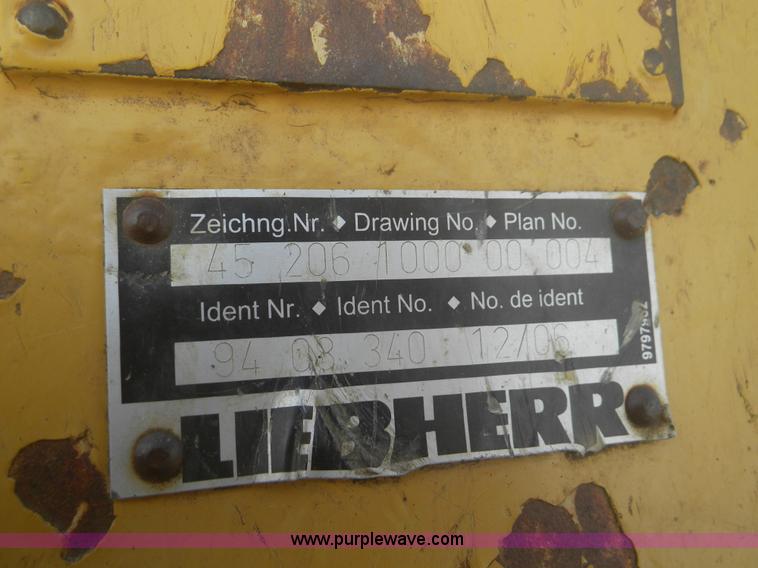 Zeichng.Nr. ◆ Drawing No. ◆ Plan No.
45 206 1000 00 004
Ident Nr. ◆ Ident No. ◆ No. de ident
94 03 340 12/06
LIEBHERR
www.purplewave.com